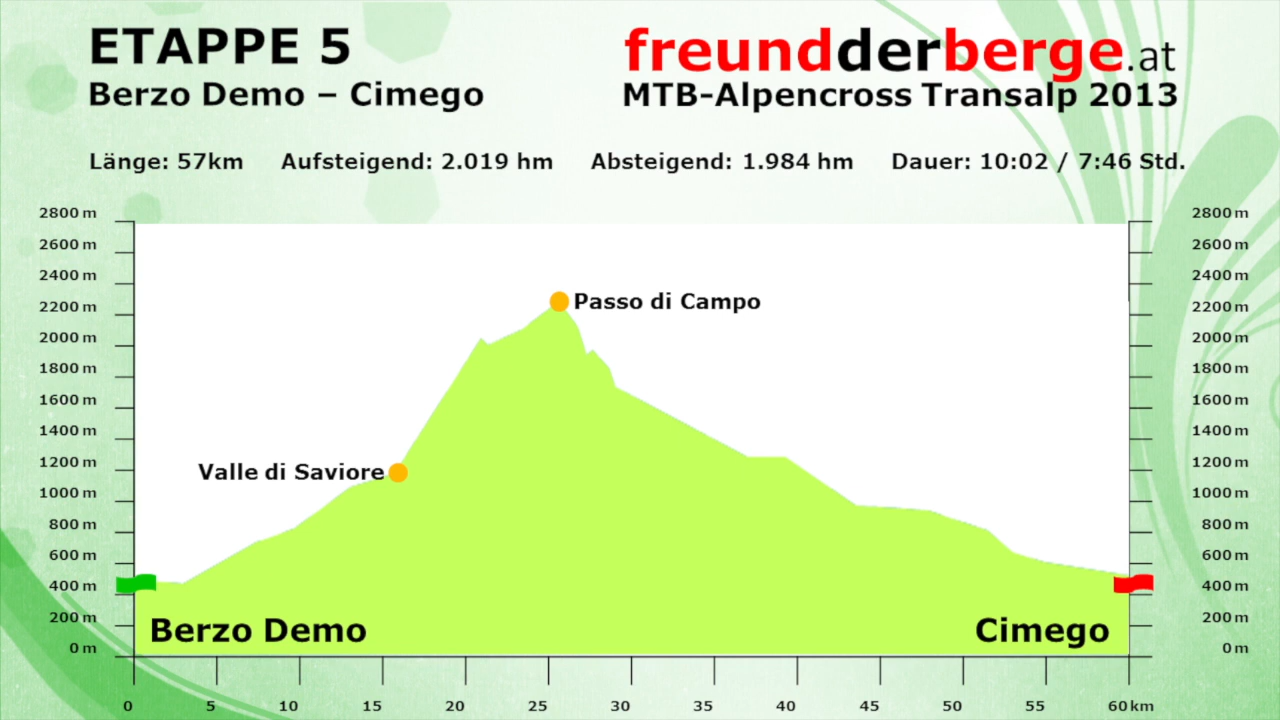 ETAPPE 5
Berzo Demo – Cimego
freundderberge.at
MTB-Alpencross Transalp 2013
Länge: 57km Aufsteigend: 2.019 hm Absteigend: 1.984 hm Dauer: 10:02 / 7:46 Std.
2800 m 2800 m
2600 m 2600 m
2400 m 2400 m
Passo di Campo
2200 m 2200 m
2000 m 2000 m
1800 m 1800 m
1600 m 1600 m
1400 m 1400 m
1200 m 1200 m
Valle di Saviore
1000 m 1000 m
800 m 800 m
600 m 600 m
400 m 400 m
200 m 200 m
Berzo Demo Cimego
0 m 0 m
0 5 10 15 20 25 30 35 40 45 50 55 60 km